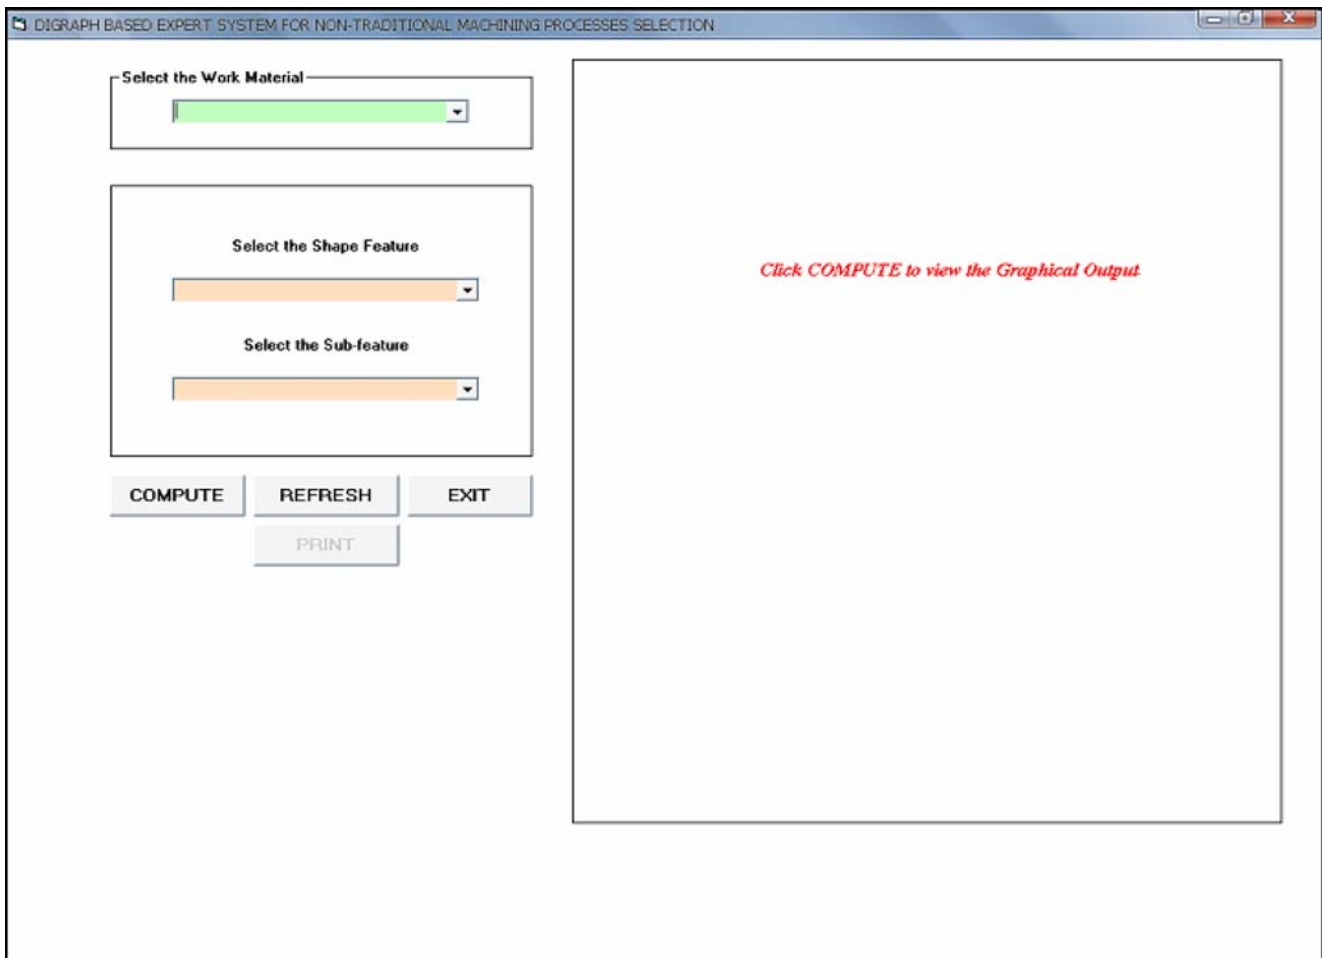 DIGRAPH BASED EXPERT SYSTEM FOR NON-TRADITIONAL MACHINING PROCESSES SELECTION
Select the Work Material
Select the Shape Feature
Select the Sub-feature
COMPUTE REFRESH EXIT
PRINT
Click COMPUTE to view the Graphical Output